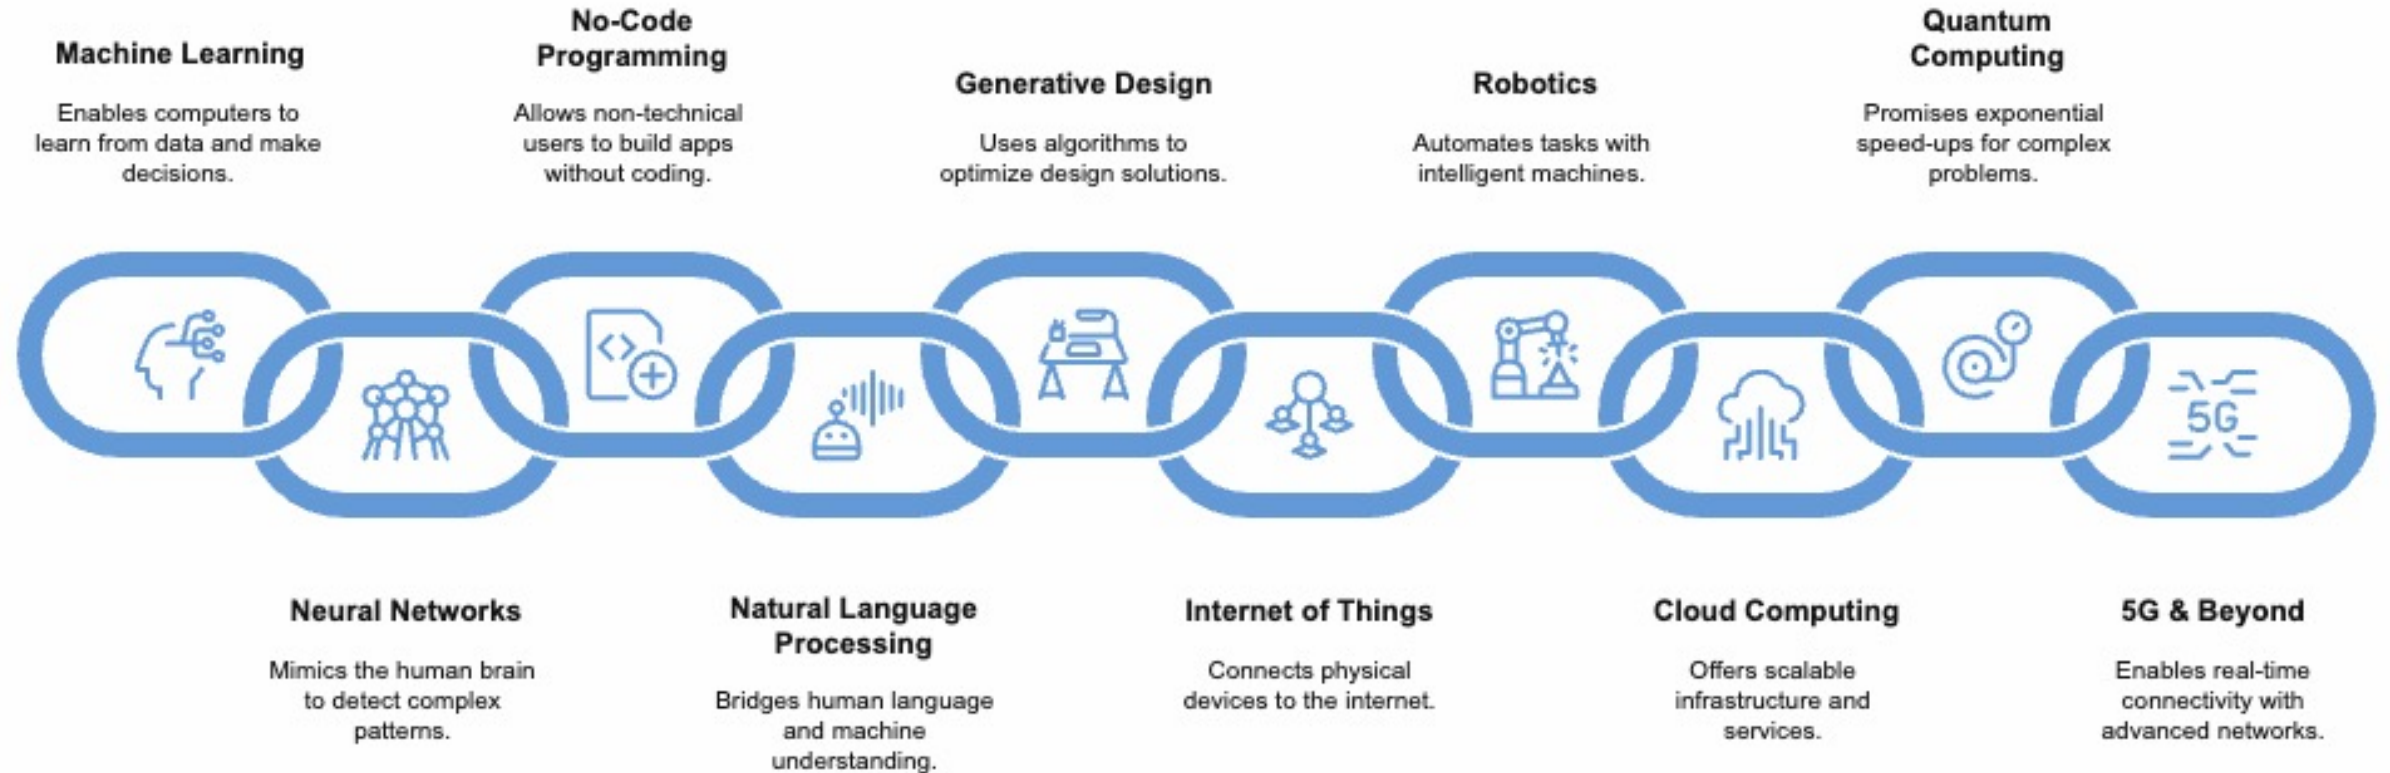 Machine Learning
Enables computers to
learn from data and make
decisions.
No-Code
Programming
Allows non-technical
users to build apps
without coding.
Generative Design
Uses algorithms to
optimize design solutions.
Robotics
Automates tasks with
intelligent machines.
Quantum
Computing
Promises exponential
speed-ups for complex
problems.
5G
Neural Networks
Mimics the human brain
to detect complex
patterns.
Natural Language
Processing
Bridges human language
and machine
understanding.
Internet of Things
Connects physical
devices to the internet.
Cloud Computing
Offers scalable
infrastructure and
services.
5G & Beyond
Enables real-time
connectivity with
advanced networks.